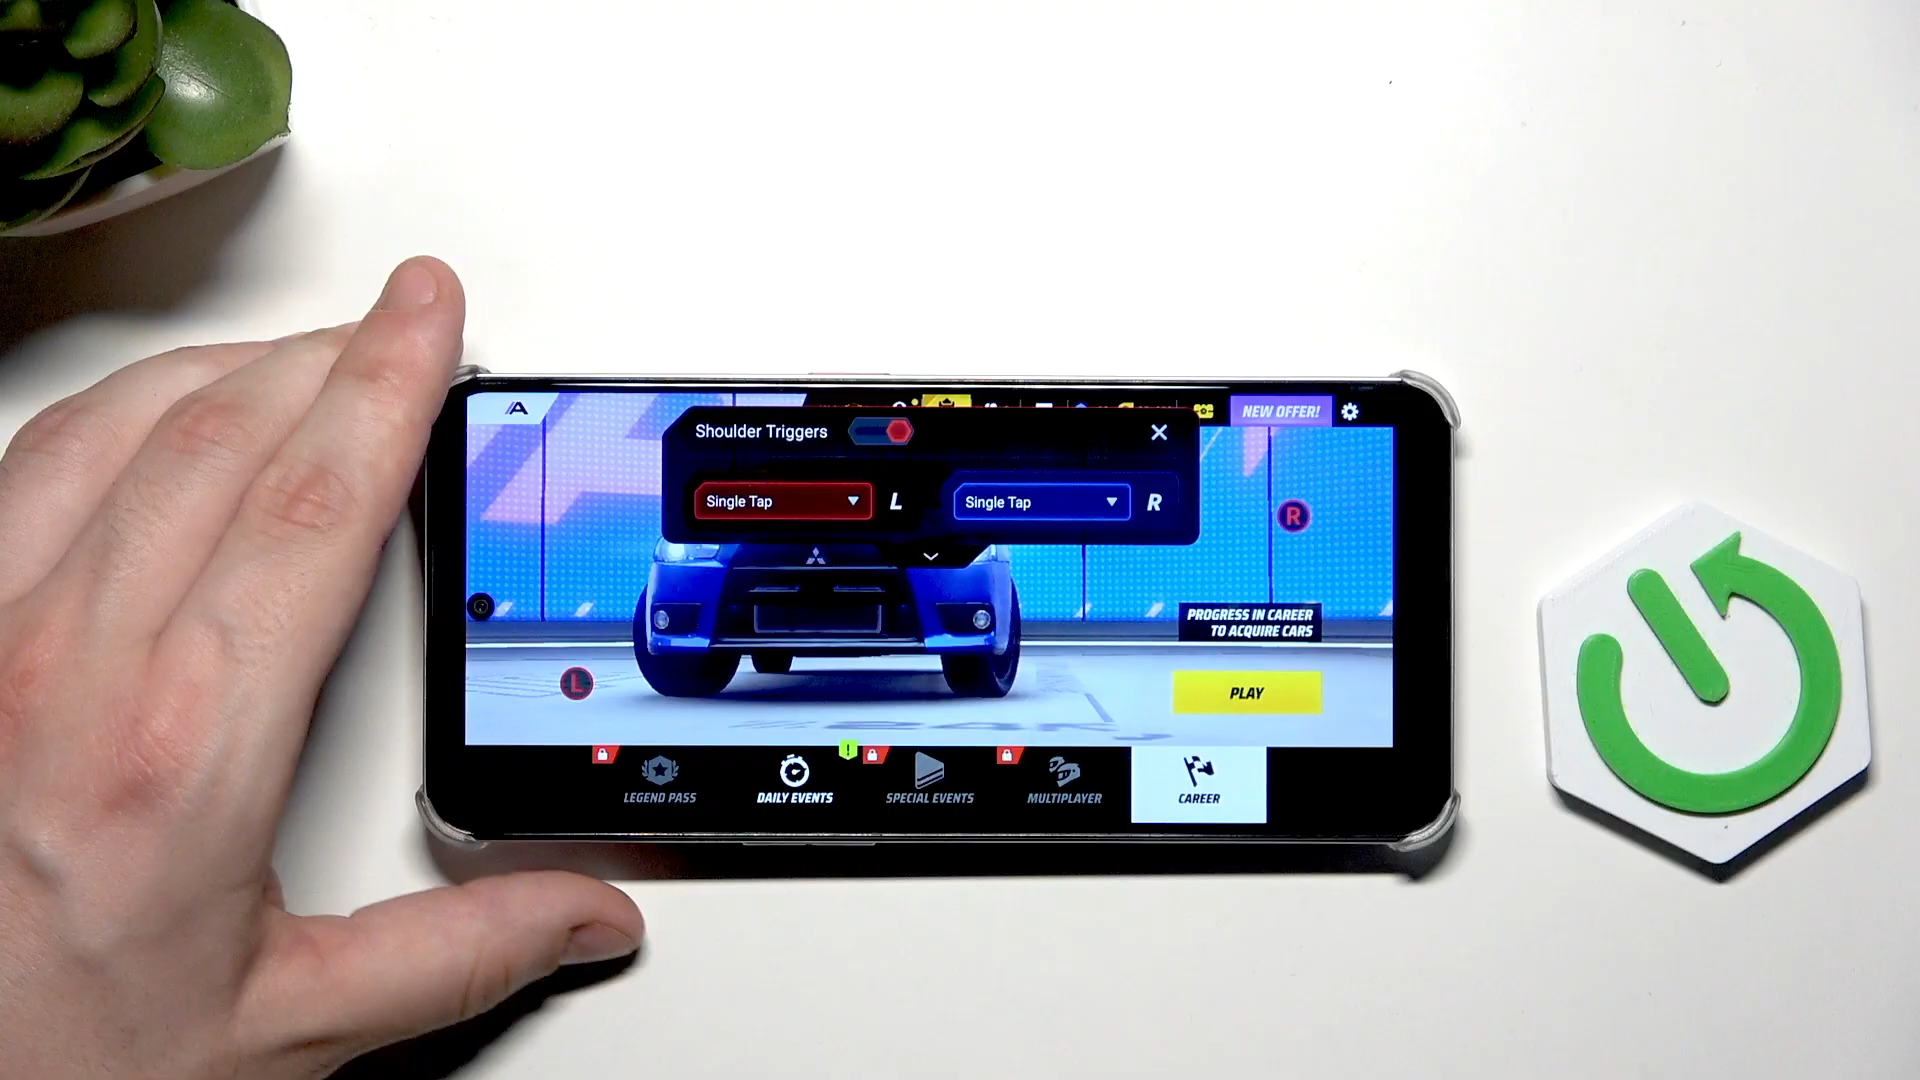 NEW OFFER!
Shoulder Triggers
Single Tap L Single Tap R
R
PROGRESS IN CAREER
TO ACQUIRE CARS
L
PLAY
LEGEND PASS DAILY EVENTS SPECIAL EVENTS MULTIPLAYER CAREER